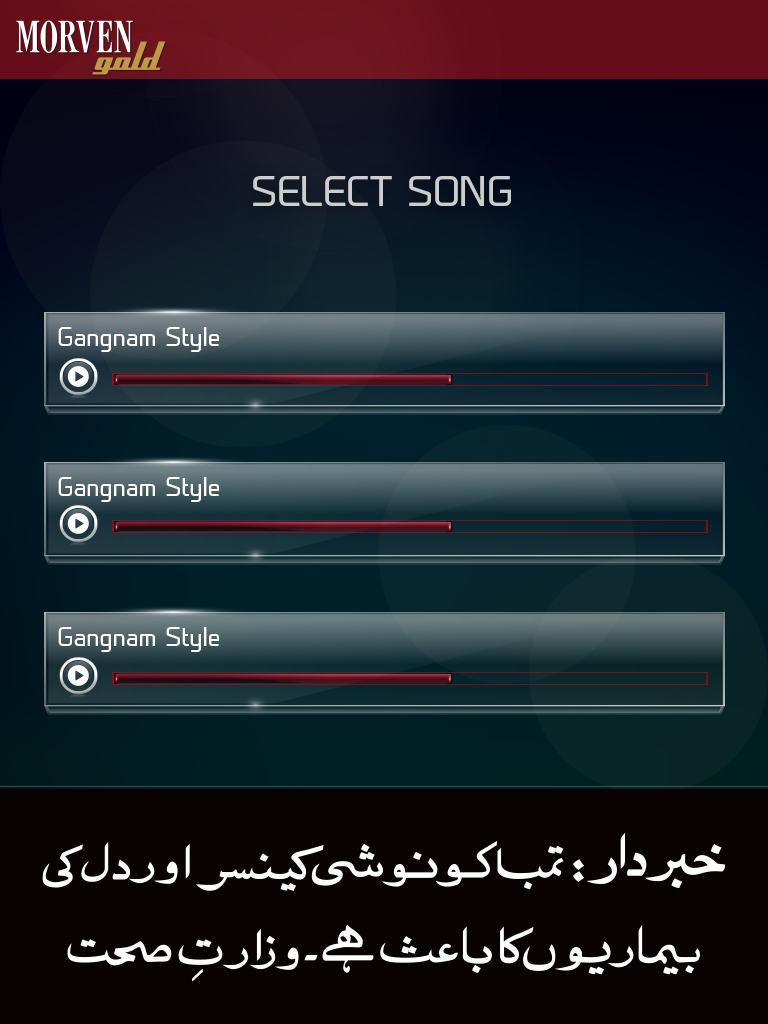 MORVEN
gold
SELECT SONG
Gangnam Style
Gangnam Style
Gangnam Style
خبردار: تمباکو نوشی کینسر اور دل کی
بیماریوں کا باعث ہے۔ وزارتِ صحت